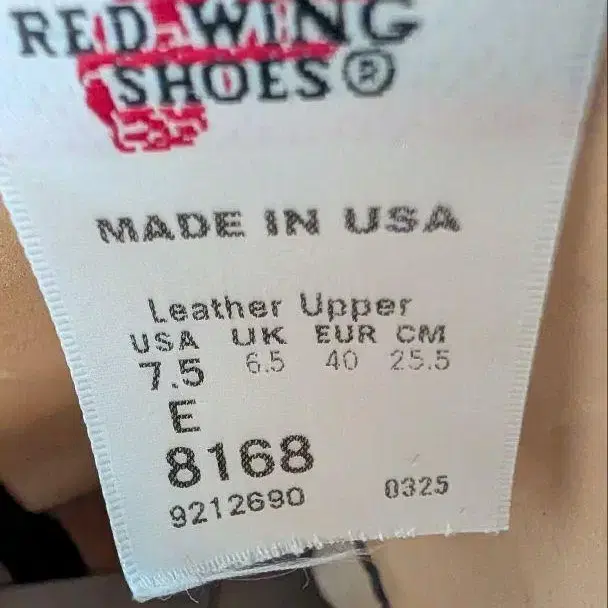 RED WING
SHOES®
MADE IN USA
Leather Upper
USA UK EUR CM
7.5 6.5 40 25.5
E
8168
9212690 0325